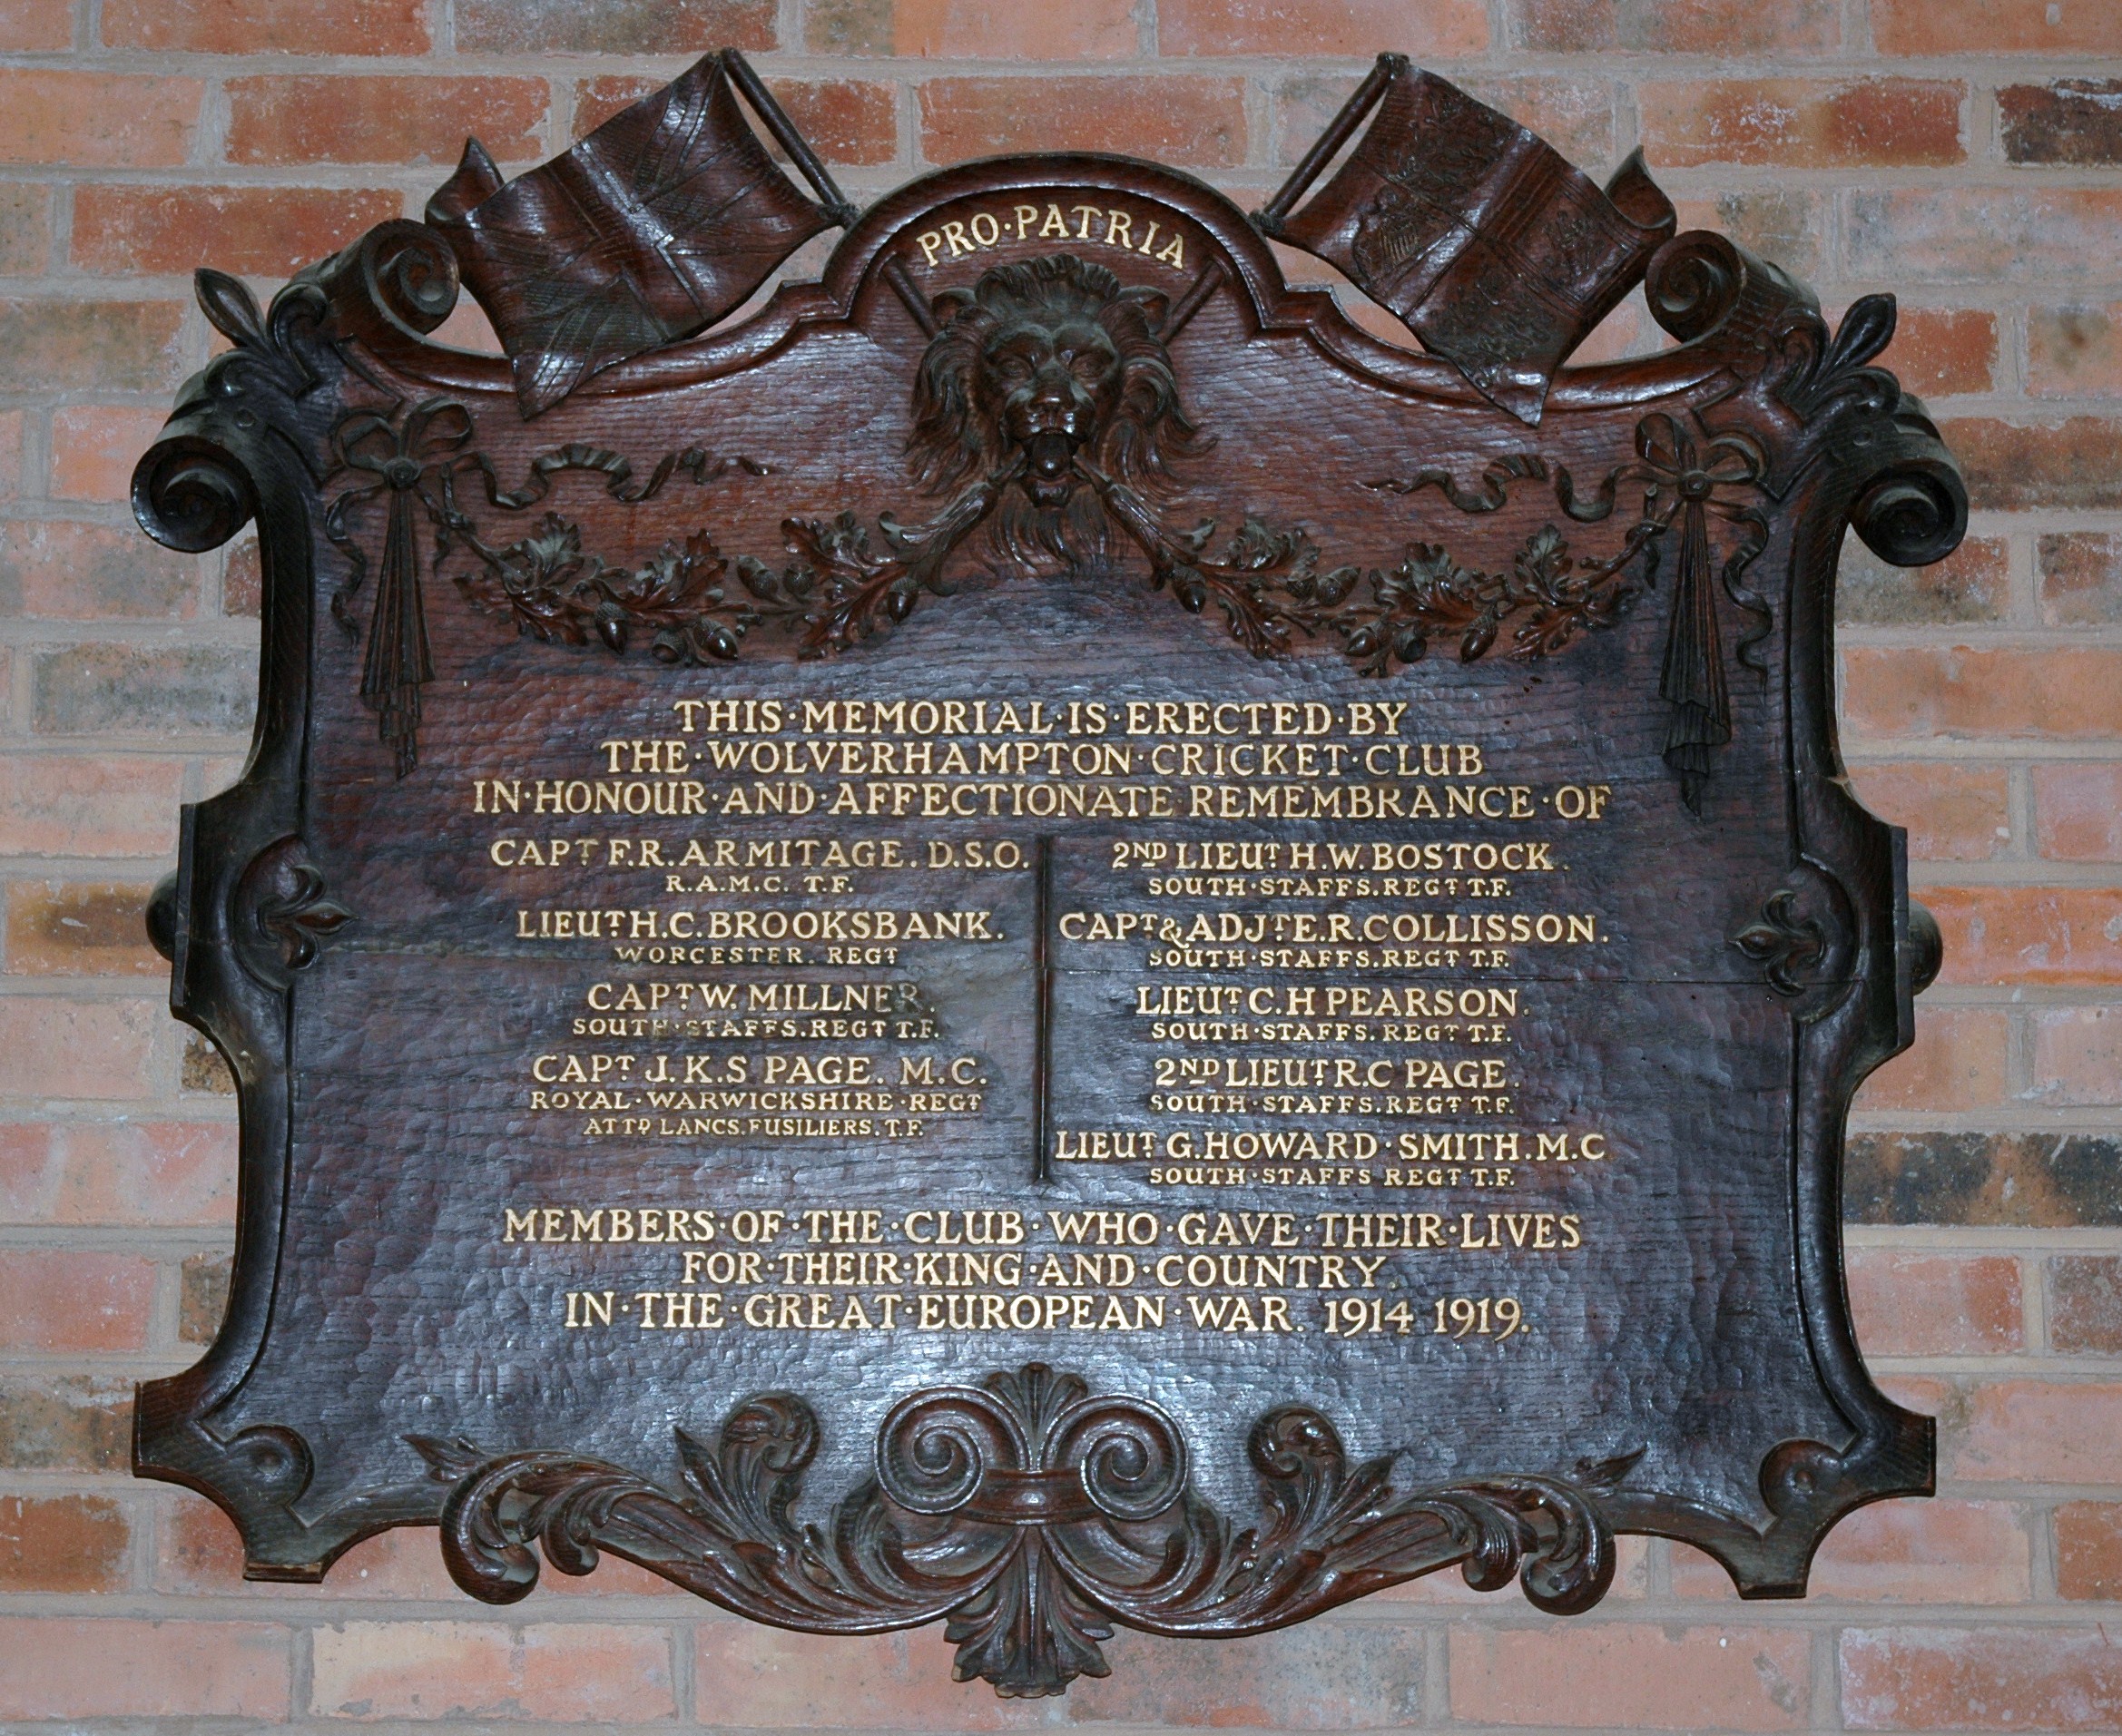 PRO·PATRIA
THIS·MEMORIAL·IS·ERECTED·BY
THE·WOLVERHAMPTON·CRICKET·CLUB
IN·HONOUR·AND·AFFECTIONATE·REMEMBRANCE·OF
CAPT F.R.ARMITAGE. D.S.O.
R.A.M.C. T.F.
LIEUT. H.C.BROOKSBANK.
WORCESTER. REGT
CAPT. W. MILLNER.
SOUTH·STAFFS.REGT T.F.
CAPT J.K.S PAGE. M.C.
ROYAL·WARWICKSHIRE·REGT
ATTD LANCS.FUSILIERS.T.F.
2ND LIEUT H.W.BOSTOCK.
SOUTH·STAFFS.REGT T.F.
CAPT & ADJT. E.R.COLLISSON.
SOUTH·STAFFS.REGT T.F.
LIEUT. C.H PEARSON.
SOUTH·STAFFS.REGT T.F.
2ND LIEUT. R.C PAGE.
SOUTH·STAFFS.REGT T.F.
LIEUT. G.HOWARD·SMITH.M.C
SOUTH·STAFFS REGT T.F.
MEMBERS·OF·THE·CLUB·WHO·GAVE·THEIR·LIVES
FOR·THEIR·KING·AND·COUNTRY.
IN·THE·GREAT·EUROPEAN·WAR. 1914 1919.